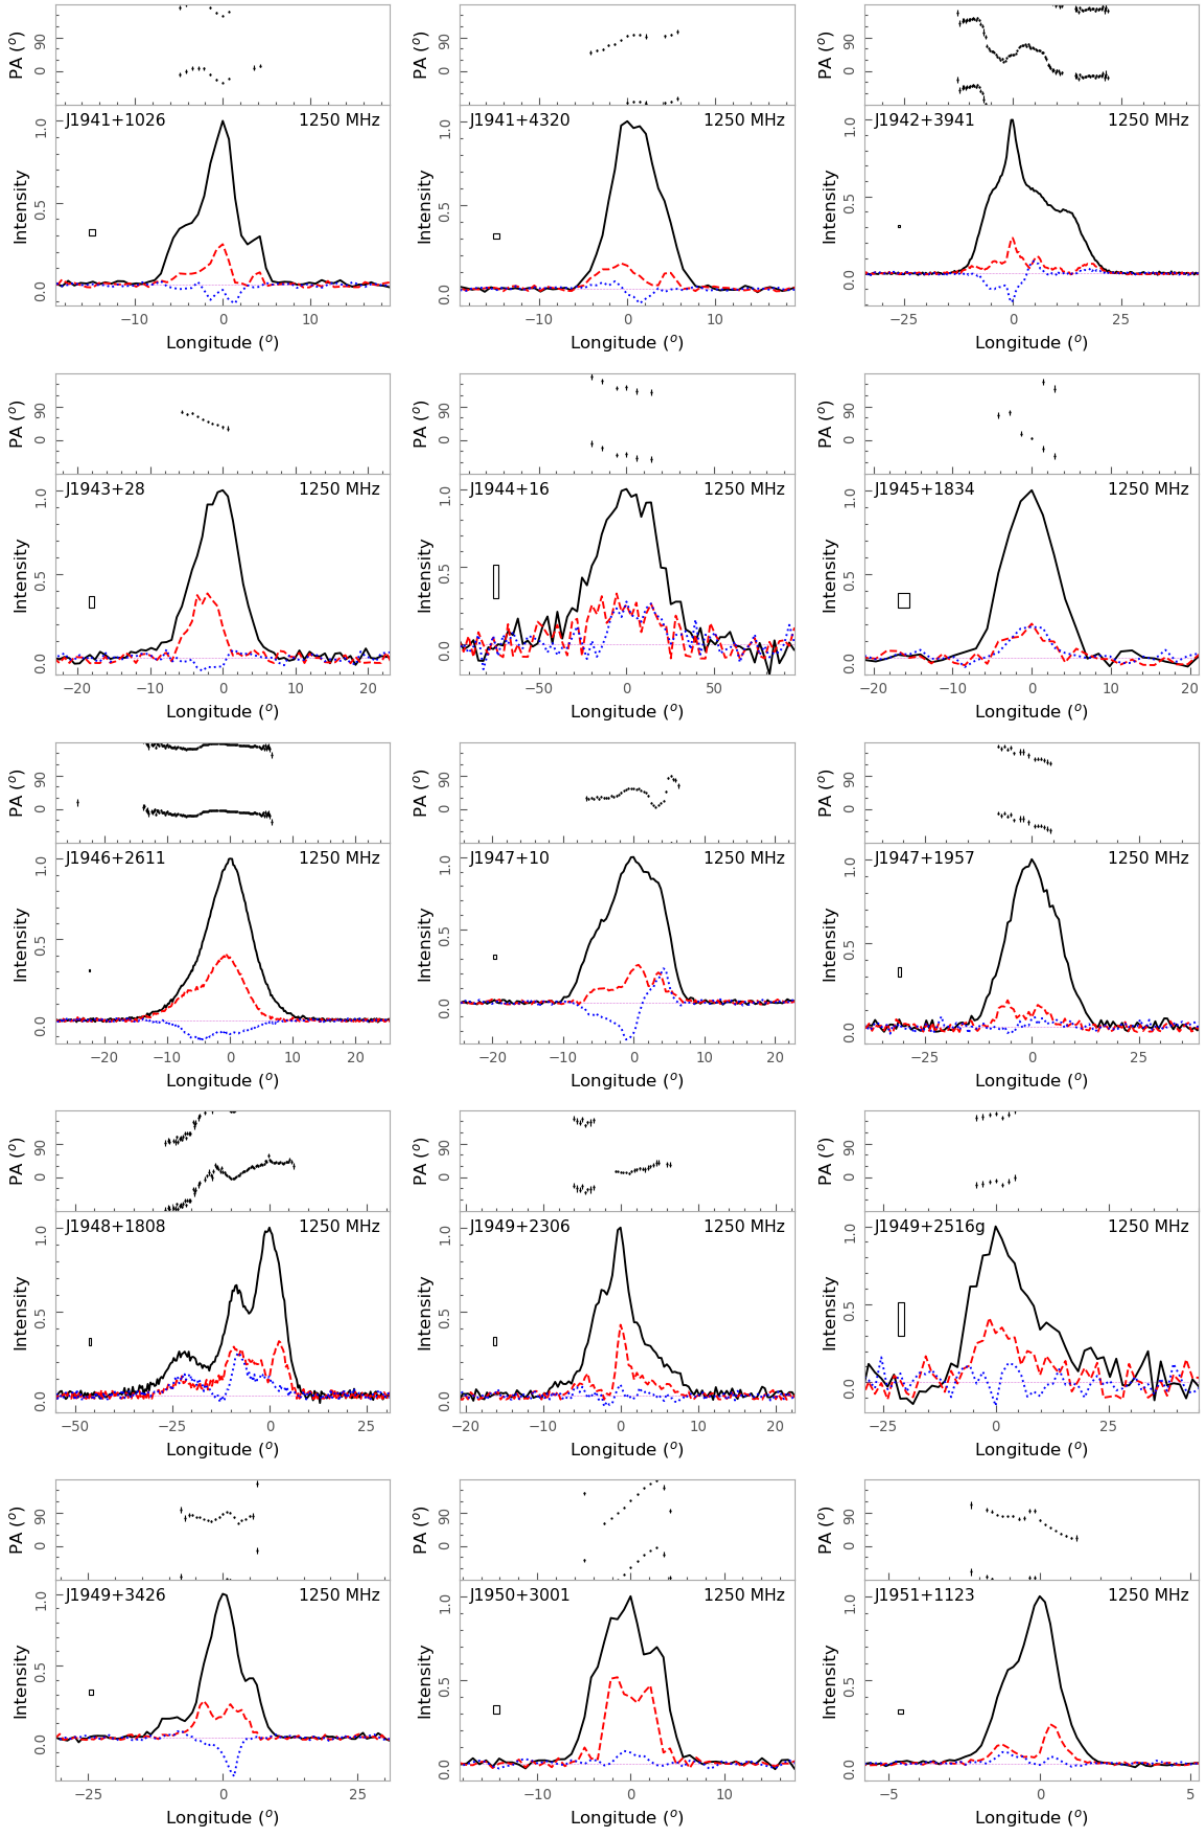 PA (°) 90 0
PA (°) 90 0
PA (°) 90 0
J1941+1026 1250 MHz
J1941+4320 1250 MHz
J1942+3941 1250 MHz
Intensity 1.0 0.5 0.0
Intensity 1.0 0.5 0.0
Intensity 1.0 0.5 0.0
−10 0 10
−10 0 10
−25 0 25
Longitude (°)
Longitude (°)
Longitude (°)
PA (°) 90 0
PA (°) 90 0
PA (°) 90 0
J1943+28 1250 MHz
J1944+16 1250 MHz
J1945+1834 1250 MHz
Intensity 1.0 0.5 0.0
Intensity 1.0 0.5 0.0
Intensity 1.0 0.5 0.0
−20 −10 0 10 20
−50 0 50
−20 −10 0 10 20
Longitude (°)
Longitude (°)
Longitude (°)
PA (°) 90 0
PA (°) 90 0
PA (°) 90 0
J1946+2611 1250 MHz
J1947+10 1250 MHz
J1947+1957 1250 MHz
Intensity 1.0 0.5 0.0
Intensity 1.0 0.5 0.0
Intensity 1.0 0.5 0.0
−20 −10 0 10 20
−20 −10 0 10 20
−25 0 25
Longitude (°)
Longitude (°)
Longitude (°)
PA (°) 90 0
PA (°) 90 0
PA (°) 90 0
J1948+1808 1250 MHz
J1949+2306 1250 MHz
J1949+2516g 1250 MHz
Intensity 1.0 0.5 0.0
Intensity 1.0 0.5 0.0
Intensity 1.0 0.5 0.0
−50 −25 0 25
−20 −10 0 10 20
−25 0 25
Longitude (°)
Longitude (°)
Longitude (°)
PA (°) 90 0
PA (°) 90 0
PA (°) 90 0
J1949+3426 1250 MHz
J1950+3001 1250 MHz
J1951+1123 1250 MHz
Intensity 1.0 0.5 0.0
Intensity 1.0 0.5 0.0
Intensity 1.0 0.5 0.0
−25 0 25
−10 0 10
−5 0 5
Longitude (°)
Longitude (°)
Longitude (°)